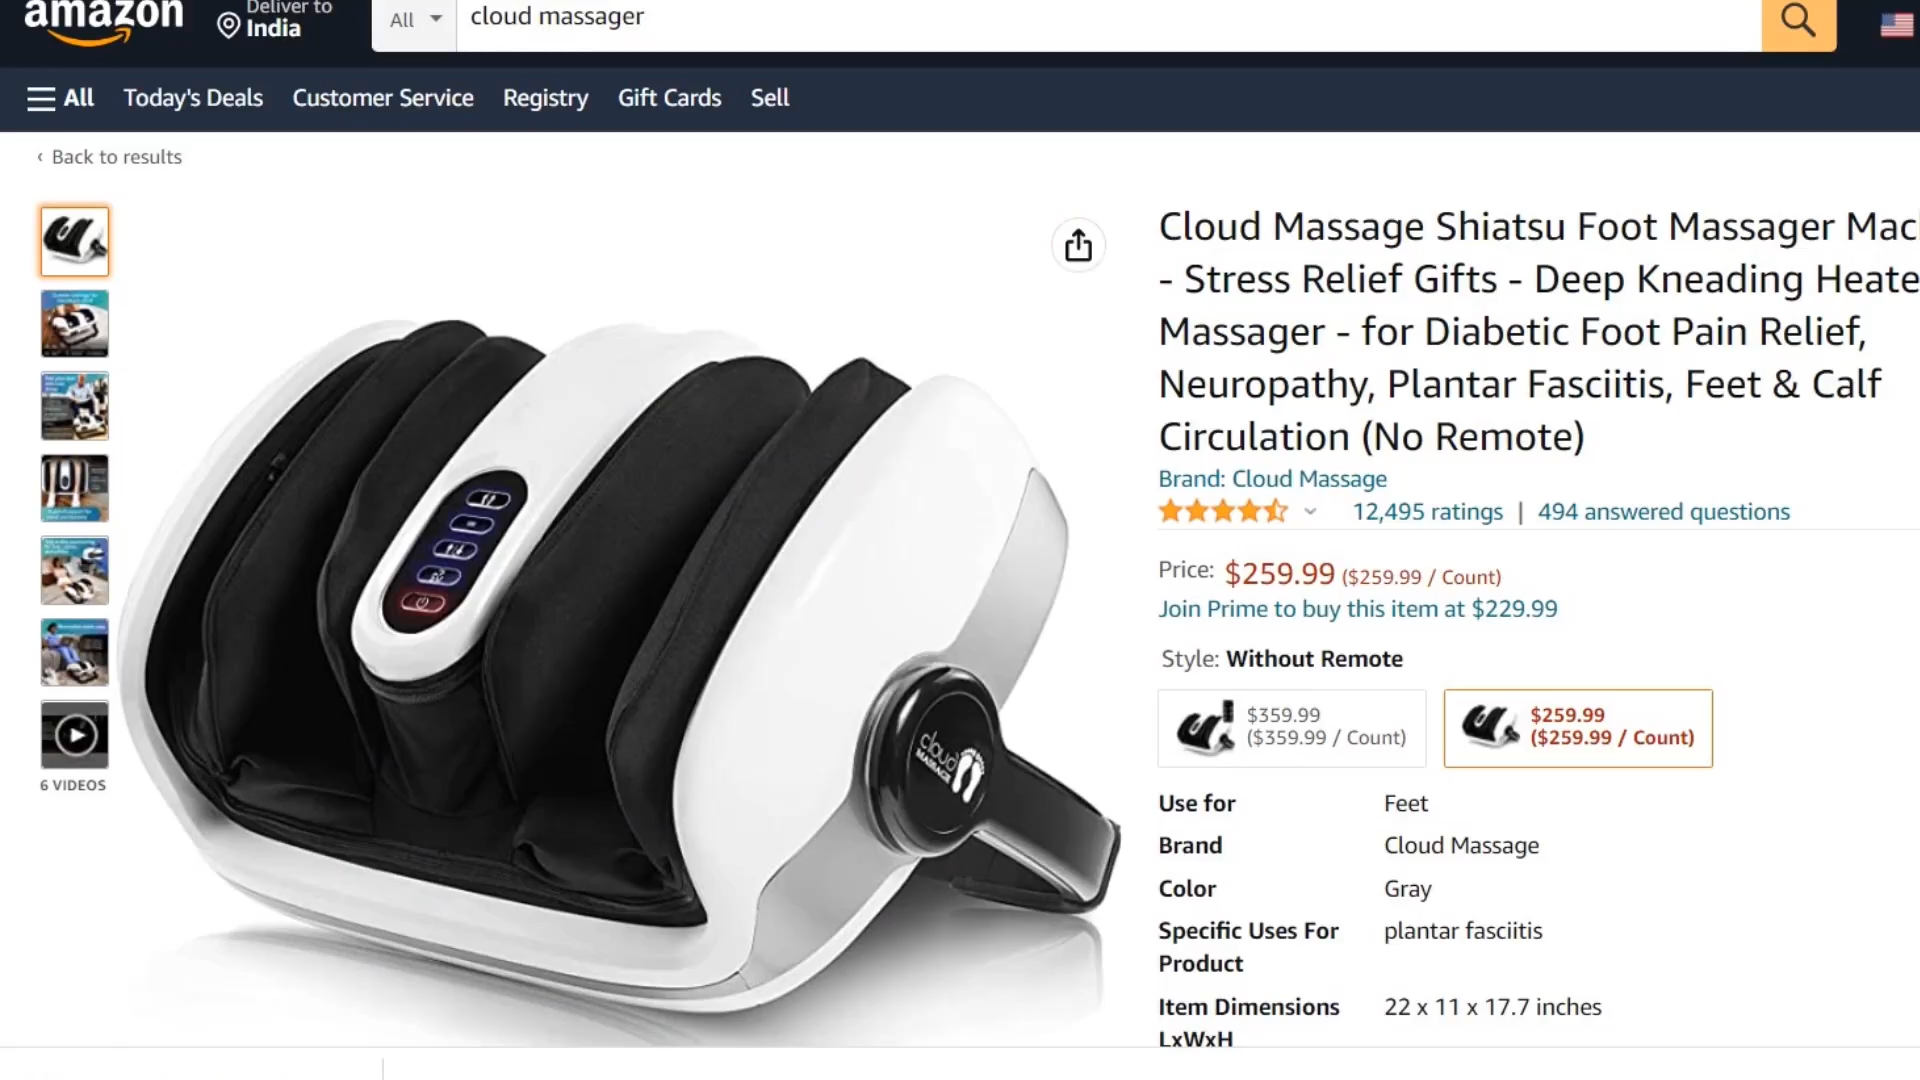 amazon
Deliver to
India
All
cloud massager
All
Today's Deals
Customer Service
Registry
Gift Cards
Sell
‹ Back to results
6 VIDEOS
cloud
MASSAGE
Cloud Massage Shiatsu Foot Massager Mac
- Stress Relief Gifts - Deep Kneading Heate
Massager - for Diabetic Foot Pain Relief,
Neuropathy, Plantar Fasciitis, Feet & Calf
Circulation (No Remote)
Brand: Cloud Massage
12,495 ratings | 494 answered questions
Price: $259.99 ($259.99 / Count)
Join Prime to buy this item at $229.99
Style: Without Remote
$359.99
($359.99 / Count)
$259.99
($259.99 / Count)
Use for Feet
Brand Cloud Massage
Color Gray
Specific Uses For plantar fasciitis
Product
Item Dimensions 22 x 11 x 17.7 inches
LxWxH